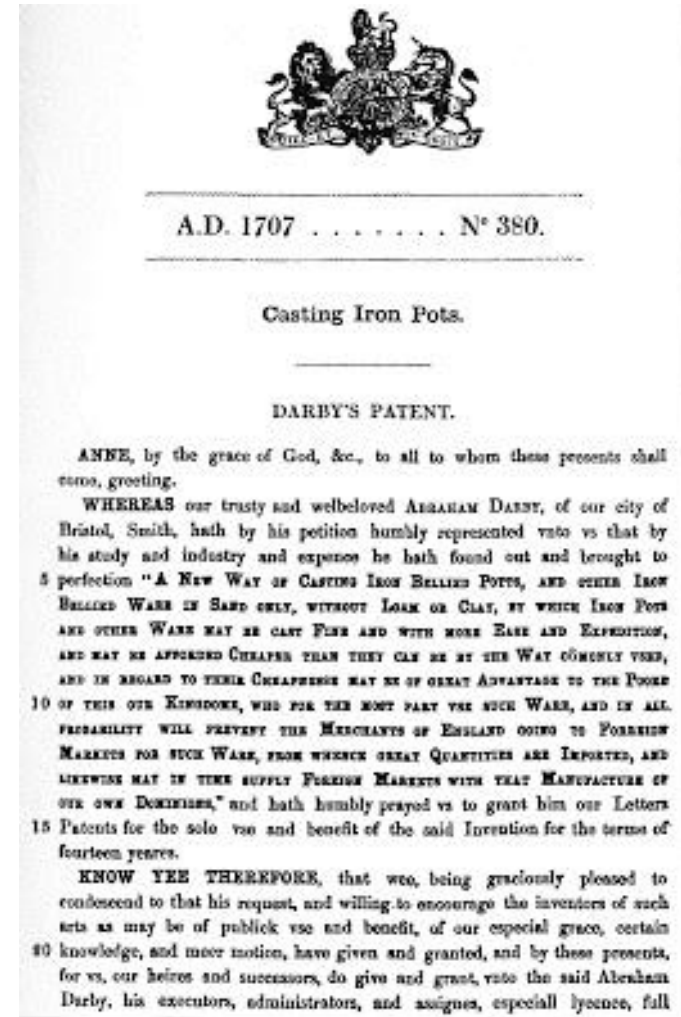 A.D. 1707 . . . . . . . Nº 380.
Casting Iron Pots.
DARBY'S PATENT.
ANNE, by the grace of God, &c., to all to whom these presents shall
come, greeting.
WHEREAS our trusty and welbeloved ABRAHAM DARBY, of our city of
Bristol, Smith, hath by his petition humbly represented vnto vs that by
his study and industry and expence he hath found out and brought to
5 perfection "A NEW WAY OF CASTING IRON BELLIED POTTS, AND OTHER IRON
BELLIED WARE IN SAND ONLY, WITHOUT LOAM OR CLAY, BY WHICH IRON POTS
AND OTHER WARE MAY BE CAST FINE AND WITH MORE EASE AND EXPEDITION,
AND MAY BE AFFORDED CHEAPER THAN THEY CAN BE BY THE WAY COMONLY VSED,
AND IN REGARD TO THEIR CHEAPNESSE MAY BE OF GREAT ADVANTAGE TO THE POORE
10 OF THIS OUR KINGDOME, WHO FOR THE MOST PART VSE SUCH WARE, AND IN ALL
PROBABILITY WILL PREVENT THE MERCHANTS OF ENGLAND GOING TO FORREIGN
MARKETS FOR SUCH WARE, FROM WHENCE GREAT QUANTITIES ARE IMPORTED, AND
LIKEWISE MAY IN TIME SUPPLY FOREIGN MARKETS WITH THAT MANUFACTURE OF
OUR OWN DOMINIONS," and hath humbly prayed vs to grant him our Letters
15 Patents for the sole vse and benefit of the said Invention for the terme of
fourteen yeares.
KNOW YEE THEREFORE, that wee, being graciously pleased to
condescend to that his request, and willing to encourage the inventors of such
arts as may be of publick vse and benefit, of our especial grace, certain
20 knowledge, and meer motion, have given and granted, and by these presents,
for vs, our heires and successors, do give and grant, vnto the said Abraham
Darby, his executors, administrators, and assignes, especiall lycence, full